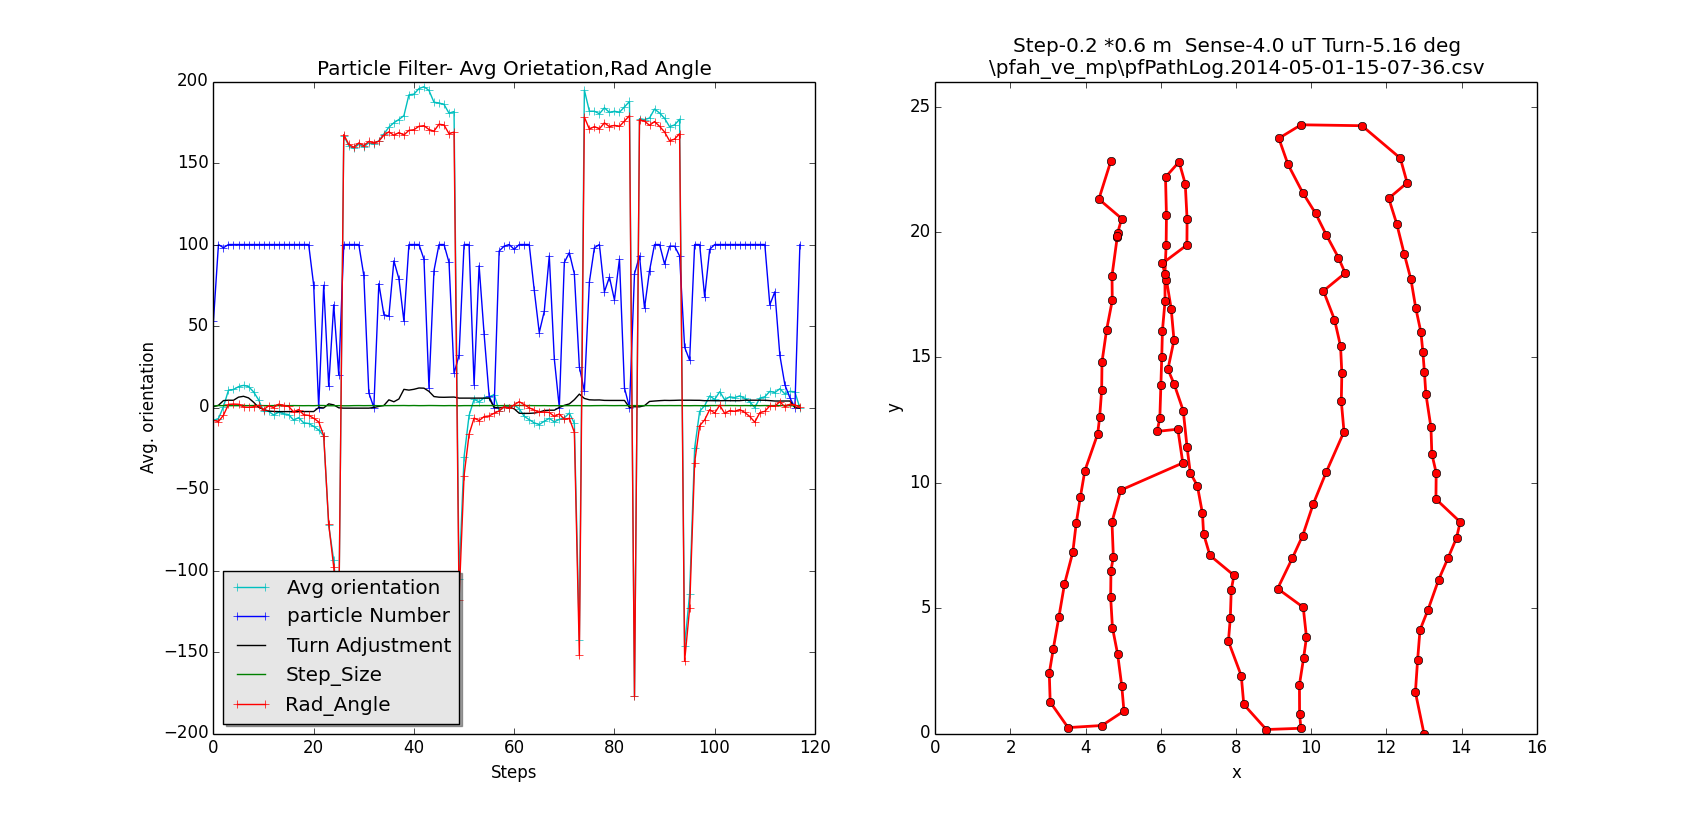 Particle Filter- Avg Orietation,Rad Angle
200
150
100
50
0
−50
−100
−150
−200
Avg. orientation
Avg orientation
particle Number
Turn Adjustment
Step_Size
Rad_Angle
0 20 40 60 80 100 120
Steps
Step-0.2 *0.6 m  Sense-4.0 uT Turn-5.16 deg
\pfah_ve_mp\pfPathLog.2014-05-01-15-07-36.csv
25
20
15
10
5
0
y
0 2 4 6 8 10 12 14 16
x